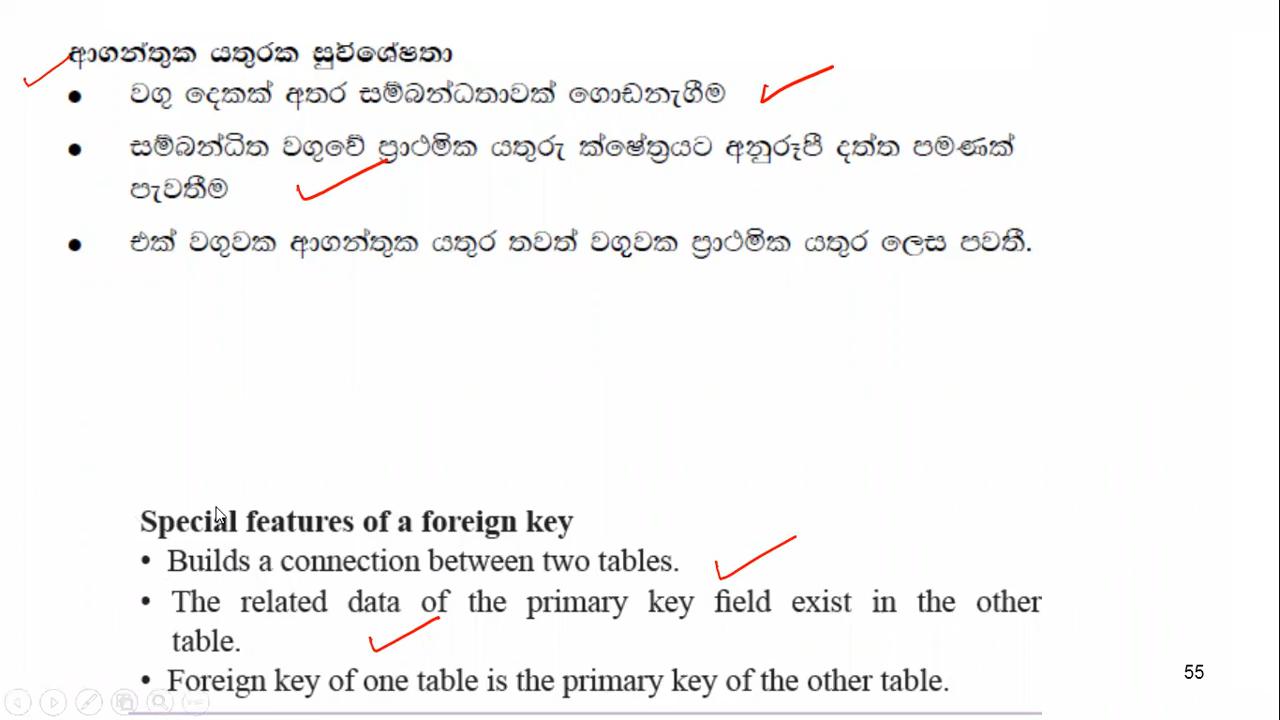 ආගන්තුක යතුරක සුවිශේෂතා
● වගු දෙකක් අතර සම්බන්ධතාවක් ගොඩනැගීම
● සම්බන්ධිත වගුවේ ප්‍රාථමික යතුරු ක්ෂේත්‍රයට අනුරූපී දත්ත පමණක්
පැවතීම
● එක් වගුවක ආගන්තුක යතුර තවත් වගුවක ප්‍රාථමික යතුර ලෙස පවතී.
Special features of a foreign key
• Builds a connection between two tables.
• The related data of the primary key field exist in the other
table.
• Foreign key of one table is the primary key of the other table.
55